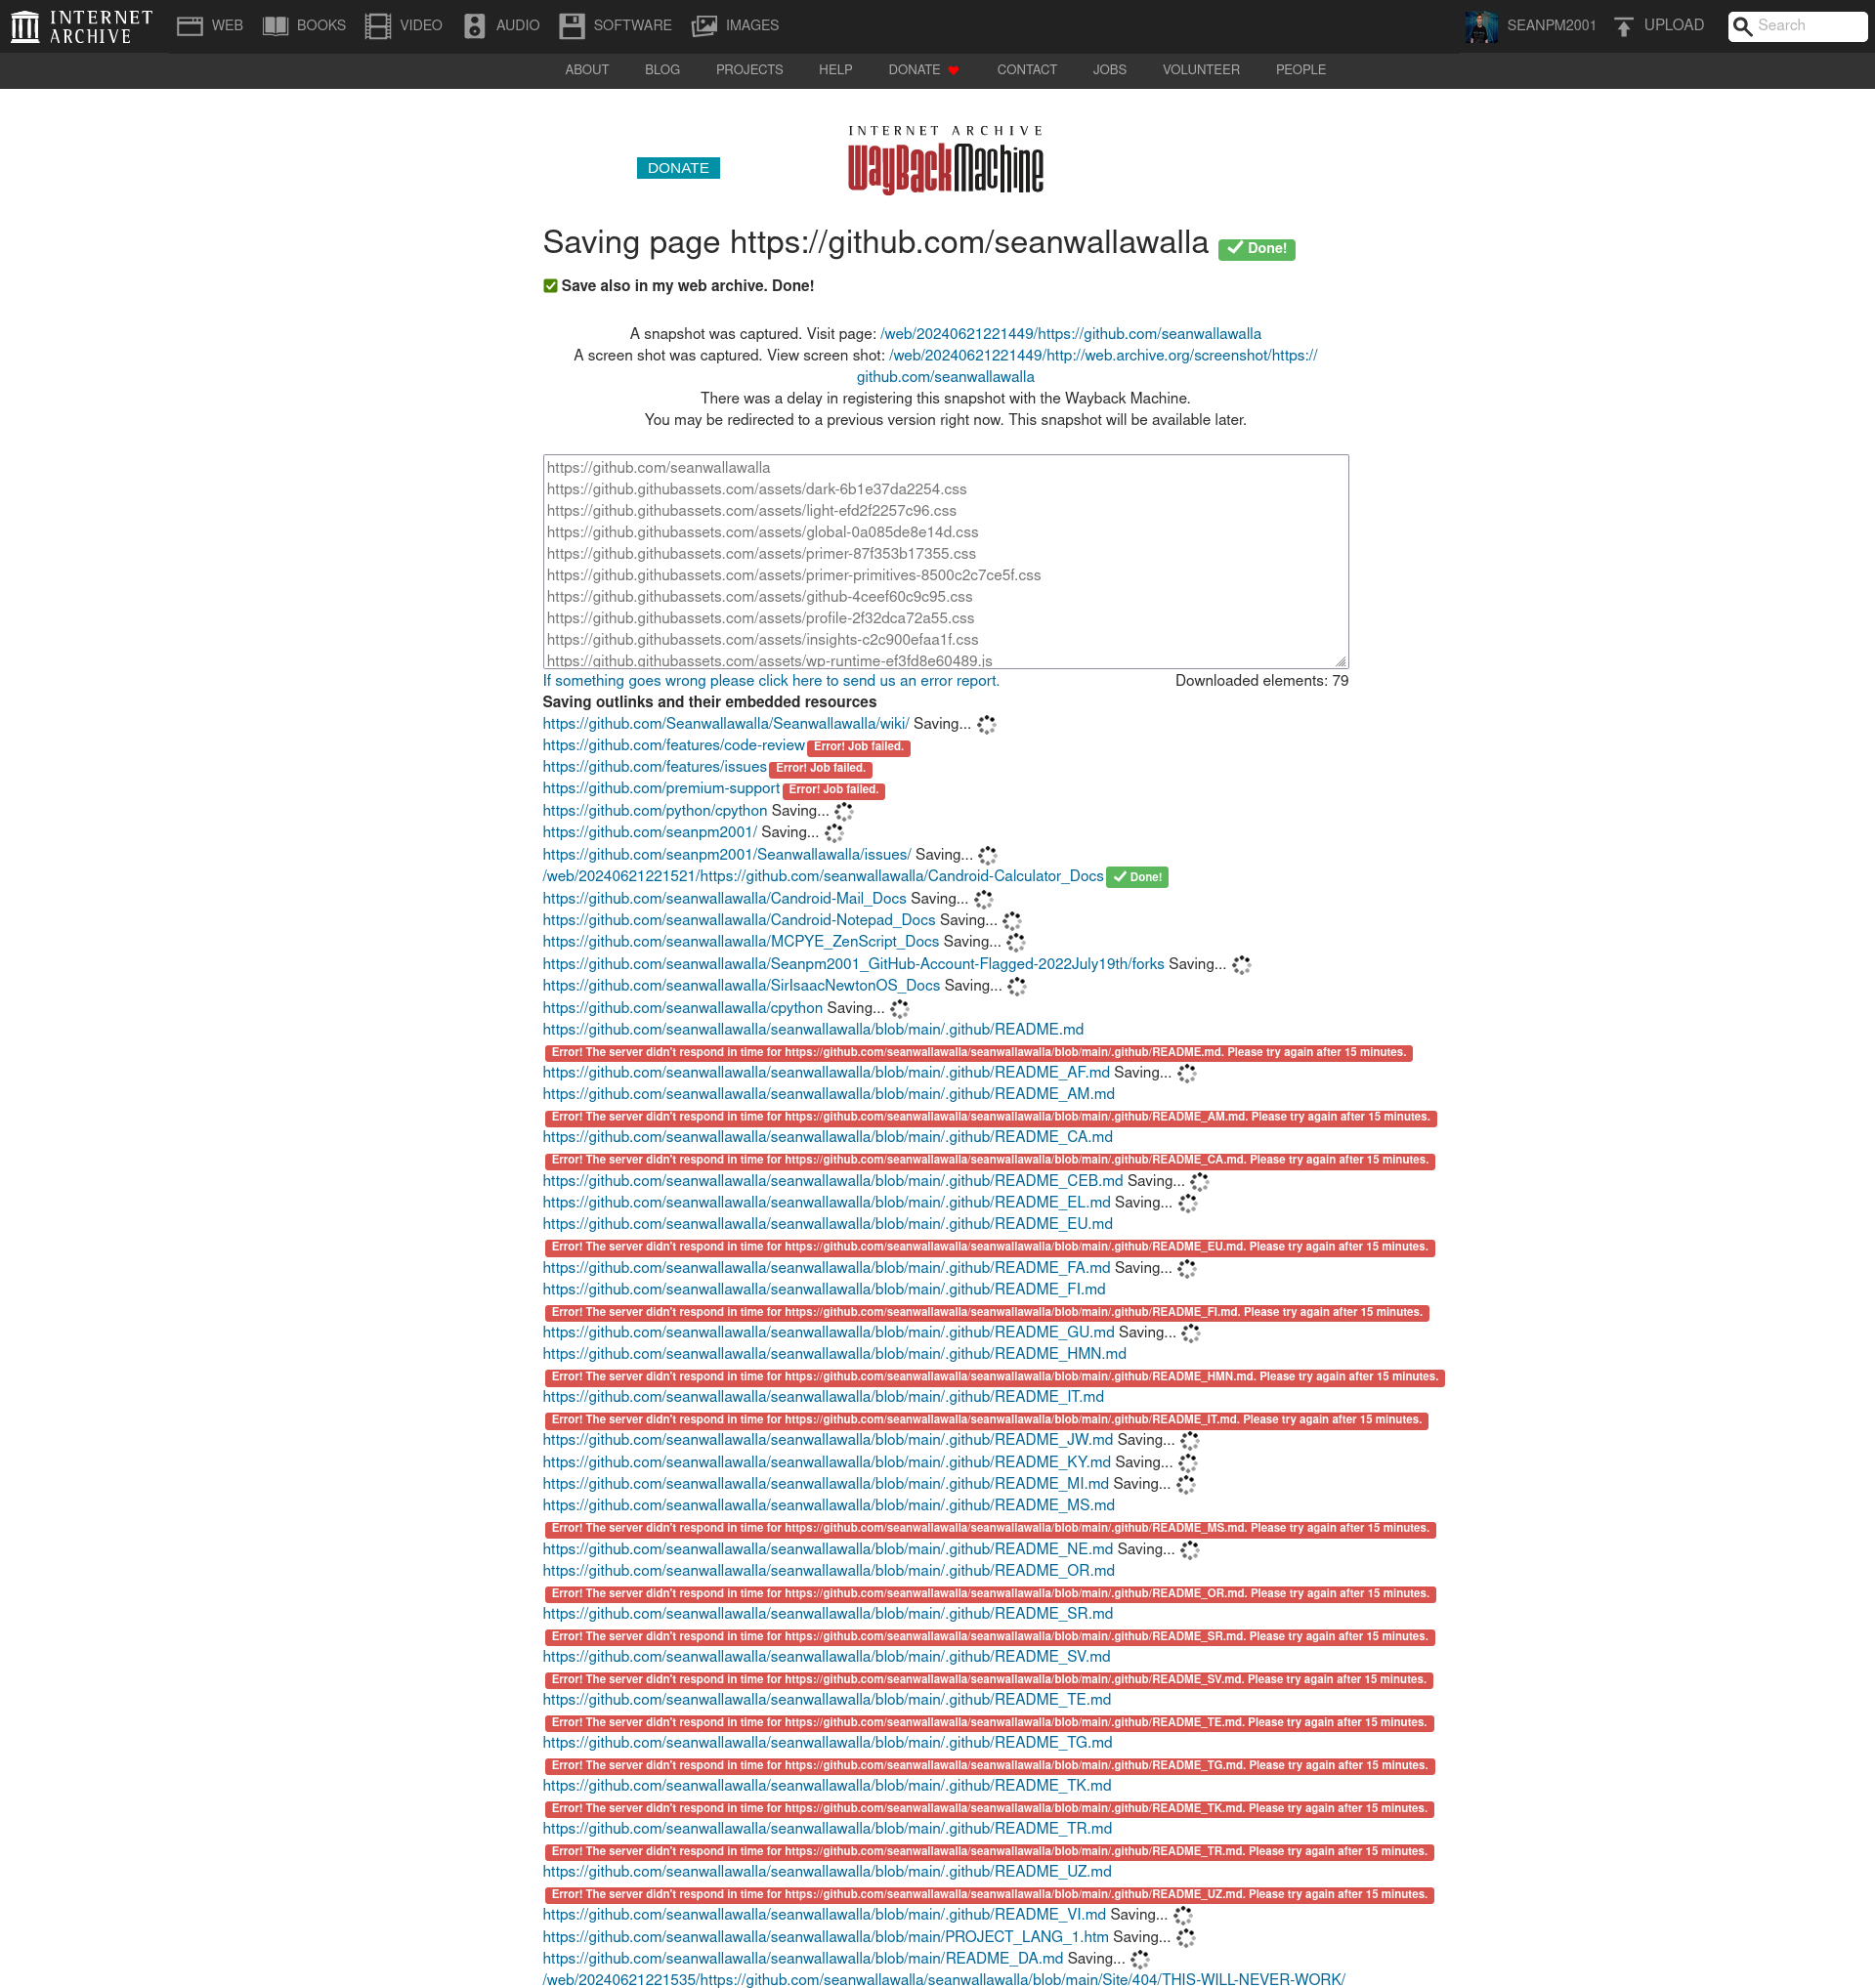 INTERNET ARCHIVE
WEB BOOKS VIDEO AUDIO SOFTWARE IMAGES SEANPM2001 UPLOAD Search
ABOUT BLOG PROJECTS HELP DONATE CONTACT JOBS VOLUNTEER PEOPLE
INTERNET ARCHIVE
DONATE WayBackMachine
Saving page https://github.com/seanwallawalla Done!
Save also in my web archive. Done!
A snapshot was captured. Visit page: /web/20240621221449/https://github.com/seanwallawalla
A screen shot was captured. View screen shot: /web/20240621221449/http://web.archive.org/screenshot/https://
github.com/seanwallawalla
There was a delay in registering this snapshot with the Wayback Machine.
You may be redirected to a previous version right now. This snapshot will be available later.
https://github.com/seanwallawalla
https://github.githubassets.com/assets/dark-6b1e37da2254.css
https://github.githubassets.com/assets/light-efd2f2257c96.css
https://github.githubassets.com/assets/global-0a085de8e14d.css
https://github.githubassets.com/assets/primer-87f353b17355.css
https://github.githubassets.com/assets/primer-primitives-8500c2c7ce5f.css
https://github.githubassets.com/assets/github-4ceef60c9c95.css
https://github.githubassets.com/assets/profile-2f32dca72a55.css
https://github.githubassets.com/assets/insights-c2c900efaa1f.css
https://github.githubassets.com/assets/wp-runtime-ef3fd8e60489.js
If something goes wrong please click here to send us an error report. Downloaded elements: 79
Saving outlinks and their embedded resources
https://github.com/Seanwallawalla/Seanwallawalla/wiki/ Saving...
https://github.com/features/code-review Error! Job failed.
https://github.com/features/issues Error! Job failed.
https://github.com/premium-support Error! Job failed.
https://github.com/python/cpython Saving...
https://github.com/seanpm2001/ Saving...
https://github.com/seanpm2001/Seanwallawalla/issues/ Saving...
/web/20240621221521/https://github.com/seanwallawalla/Candroid-Calculator_Docs Done!
https://github.com/seanwallawalla/Candroid-Mail_Docs Saving...
https://github.com/seanwallawalla/Candroid-Notepad_Docs Saving...
https://github.com/seanwallawalla/MCPYE_ZenScript_Docs Saving...
https://github.com/seanwallawalla/Seanpm2001_GitHub-Account-Flagged-2022July19th/forks Saving...
https://github.com/seanwallawalla/SirIsaacNewtonOS_Docs Saving...
https://github.com/seanwallawalla/cpython Saving...
https://github.com/seanwallawalla/seanwallawalla/blob/main/.github/README.md
Error! The server didn't respond in time for https://github.com/seanwallawalla/seanwallawalla/blob/main/.github/README.md. Please try again after 15 minutes.
https://github.com/seanwallawalla/seanwallawalla/blob/main/.github/README_AF.md Saving...
https://github.com/seanwallawalla/seanwallawalla/blob/main/.github/README_AM.md
Error! The server didn't respond in time for https://github.com/seanwallawalla/seanwallawalla/blob/main/.github/README_AM.md. Please try again after 15 minutes.
https://github.com/seanwallawalla/seanwallawalla/blob/main/.github/README_CA.md
Error! The server didn't respond in time for https://github.com/seanwallawalla/seanwallawalla/blob/main/.github/README_CA.md. Please try again after 15 minutes.
https://github.com/seanwallawalla/seanwallawalla/blob/main/.github/README_CEB.md Saving...
https://github.com/seanwallawalla/seanwallawalla/blob/main/.github/README_EL.md Saving...
https://github.com/seanwallawalla/seanwallawalla/blob/main/.github/README_EU.md
Error! The server didn't respond in time for https://github.com/seanwallawalla/seanwallawalla/blob/main/.github/README_EU.md. Please try again after 15 minutes.
https://github.com/seanwallawalla/seanwallawalla/blob/main/.github/README_FA.md Saving...
https://github.com/seanwallawalla/seanwallawalla/blob/main/.github/README_FI.md
Error! The server didn't respond in time for https://github.com/seanwallawalla/seanwallawalla/blob/main/.github/README_FI.md. Please try again after 15 minutes.
https://github.com/seanwallawalla/seanwallawalla/blob/main/.github/README_GU.md Saving...
https://github.com/seanwallawalla/seanwallawalla/blob/main/.github/README_HMN.md
Error! The server didn't respond in time for https://github.com/seanwallawalla/seanwallawalla/blob/main/.github/README_HMN.md. Please try again after 15 minutes.
https://github.com/seanwallawalla/seanwallawalla/blob/main/.github/README_IT.md
Error! The server didn't respond in time for https://github.com/seanwallawalla/seanwallawalla/blob/main/.github/README_IT.md. Please try again after 15 minutes.
https://github.com/seanwallawalla/seanwallawalla/blob/main/.github/README_JW.md Saving...
https://github.com/seanwallawalla/seanwallawalla/blob/main/.github/README_KY.md Saving...
https://github.com/seanwallawalla/seanwallawalla/blob/main/.github/README_MI.md Saving...
https://github.com/seanwallawalla/seanwallawalla/blob/main/.github/README_MS.md
Error! The server didn't respond in time for https://github.com/seanwallawalla/seanwallawalla/blob/main/.github/README_MS.md. Please try again after 15 minutes.
https://github.com/seanwallawalla/seanwallawalla/blob/main/.github/README_NE.md Saving...
https://github.com/seanwallawalla/seanwallawalla/blob/main/.github/README_OR.md
Error! The server didn't respond in time for https://github.com/seanwallawalla/seanwallawalla/blob/main/.github/README_OR.md. Please try again after 15 minutes.
https://github.com/seanwallawalla/seanwallawalla/blob/main/.github/README_SR.md
Error! The server didn't respond in time for https://github.com/seanwallawalla/seanwallawalla/blob/main/.github/README_SR.md. Please try again after 15 minutes.
https://github.com/seanwallawalla/seanwallawalla/blob/main/.github/README_SV.md
Error! The server didn't respond in time for https://github.com/seanwallawalla/seanwallawalla/blob/main/.github/README_SV.md. Please try again after 15 minutes.
https://github.com/seanwallawalla/seanwallawalla/blob/main/.github/README_TE.md
Error! The server didn't respond in time for https://github.com/seanwallawalla/seanwallawalla/blob/main/.github/README_TE.md. Please try again after 15 minutes.
https://github.com/seanwallawalla/seanwallawalla/blob/main/.github/README_TG.md
Error! The server didn't respond in time for https://github.com/seanwallawalla/seanwallawalla/blob/main/.github/README_TG.md. Please try again after 15 minutes.
https://github.com/seanwallawalla/seanwallawalla/blob/main/.github/README_TK.md
Error! The server didn't respond in time for https://github.com/seanwallawalla/seanwallawalla/blob/main/.github/README_TK.md. Please try again after 15 minutes.
https://github.com/seanwallawalla/seanwallawalla/blob/main/.github/README_TR.md
Error! The server didn't respond in time for https://github.com/seanwallawalla/seanwallawalla/blob/main/.github/README_TR.md. Please try again after 15 minutes.
https://github.com/seanwallawalla/seanwallawalla/blob/main/.github/README_UZ.md
Error! The server didn't respond in time for https://github.com/seanwallawalla/seanwallawalla/blob/main/.github/README_UZ.md. Please try again after 15 minutes.
https://github.com/seanwallawalla/seanwallawalla/blob/main/.github/README_VI.md Saving...
https://github.com/seanwallawalla/seanwallawalla/blob/main/PROJECT_LANG_1.htm Saving...
https://github.com/seanwallawalla/seanwallawalla/blob/main/README_DA.md Saving...
/web/20240621221535/https://github.com/seanwallawalla/seanwallawalla/blob/main/Site/404/THIS-WILL-NEVER-WORK/